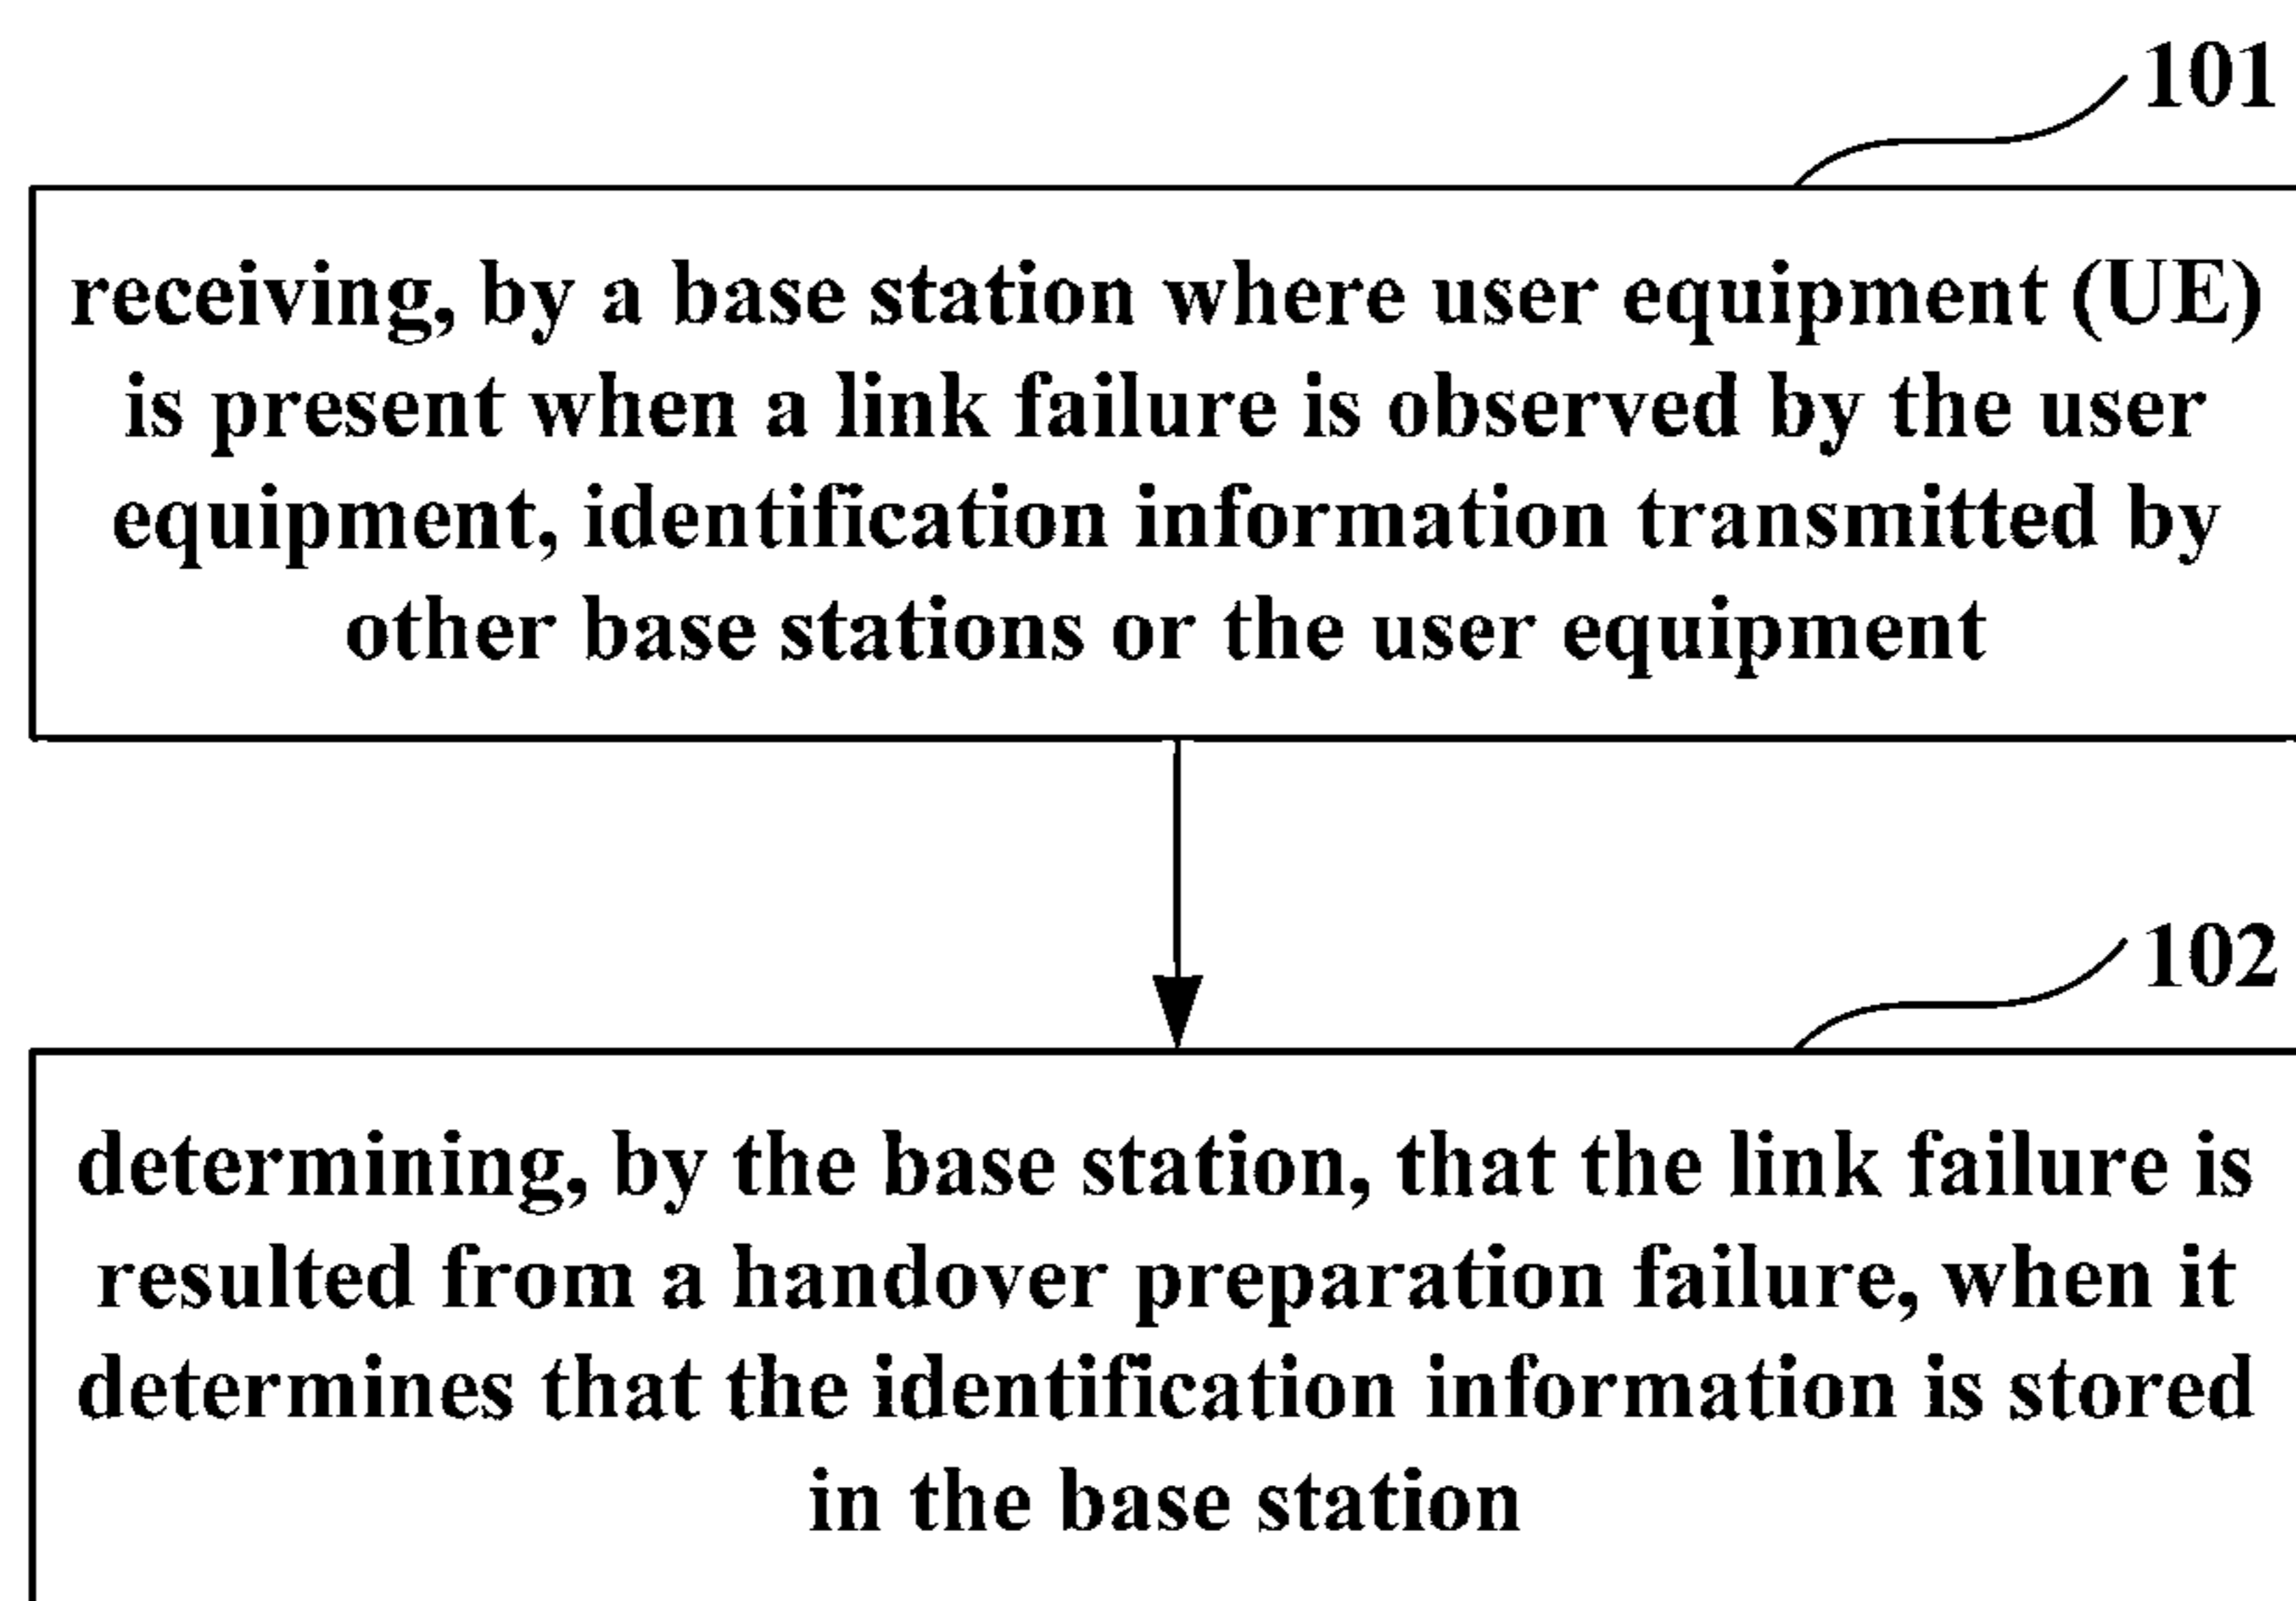 101
receiving, by a base station where user equipment (UE)
is present when a link failure is observed by the user
equipment, identification information transmitted by
other base stations or the user equipment
102
determining, by the base station, that the link failure is
resulted from a handover preparation failure, when it
determines that the identification information is stored
in the base station